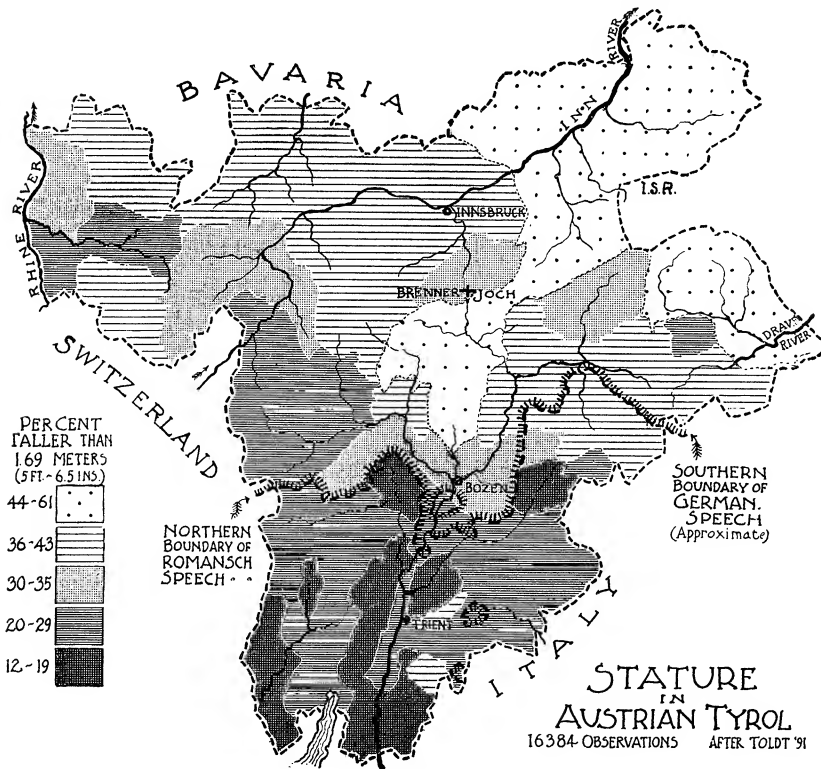 BAVARIA
RHINE RIVER
INN RIVER
I.S.R.
INNSBRUCK
BRENNER JOCH
DRAVE RIVER
SWITZERLAND
PER CENT
TALLER THAN
1.69 METERS
(5 FT.-6.5 INS.)
44-61
36-43
30-35
20-29
12-19
NORTHERN
BOUNDARY OF
ROMANSCH
SPEECH
BOZEN
SOUTHERN
BOUNDARY OF
GERMAN.
SPEECH
(Approximate)
TRIENT
ITALY
STATURE
IN
AUSTRIAN TYROL
16384 OBSERVATIONS AFTER TOLDT '91